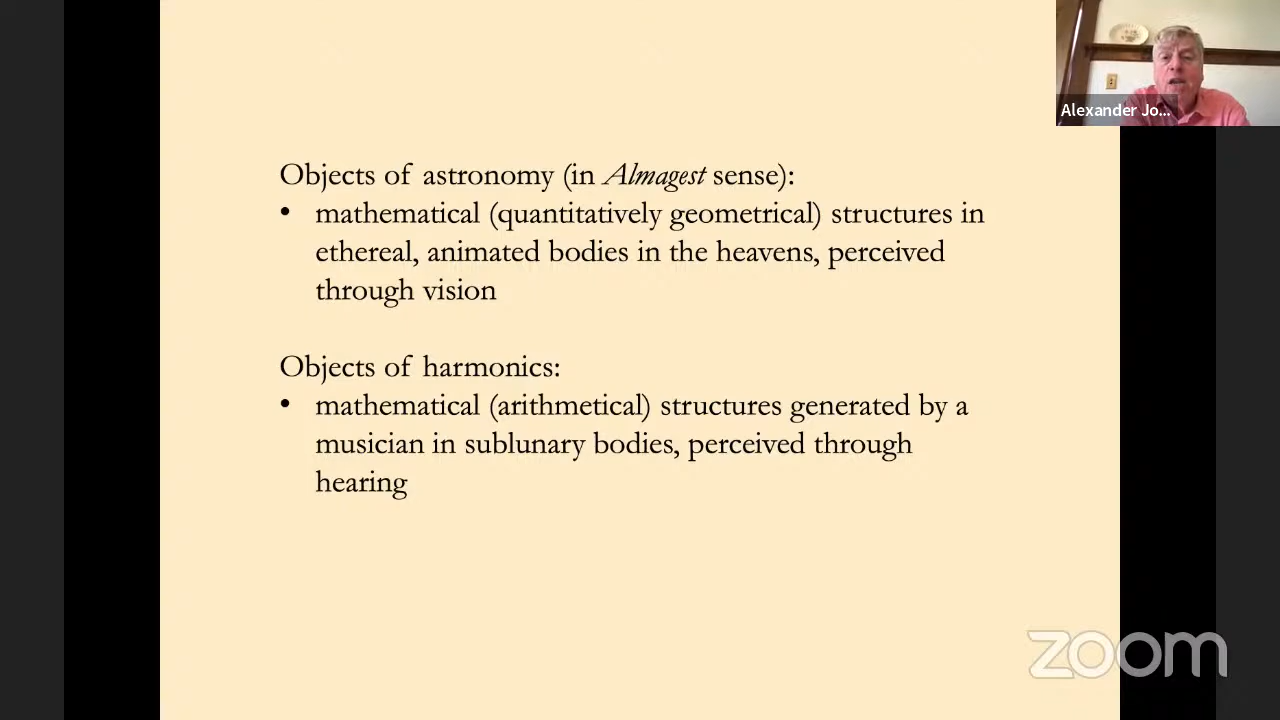 Alexander Jo...
Objects of astronomy (in Almagest sense):
• mathematical (quantitatively geometrical) structures in
ethereal, animated bodies in the heavens, perceived
through vision
Objects of harmonics:
• mathematical (arithmetical) structures generated by a
musician in sublunary bodies, perceived through
hearing
zoom